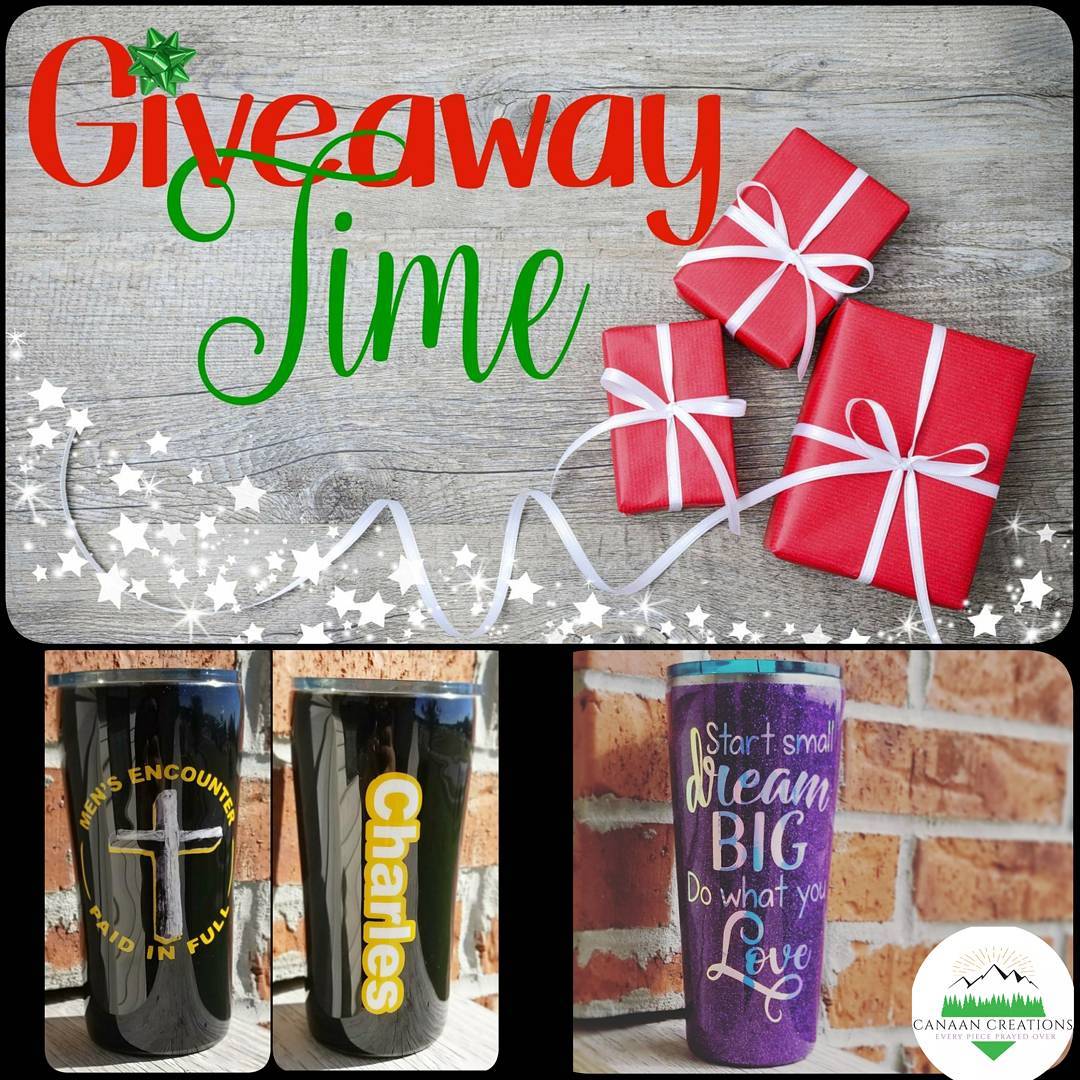 Giveaway
Time
MEN'S ENCOUNTER
PAID IN FULL
Charles
Start small
dream
BIG
Do what you
Love
CANAAN CREATIONS
EVERY PIECE PRAYED OVER